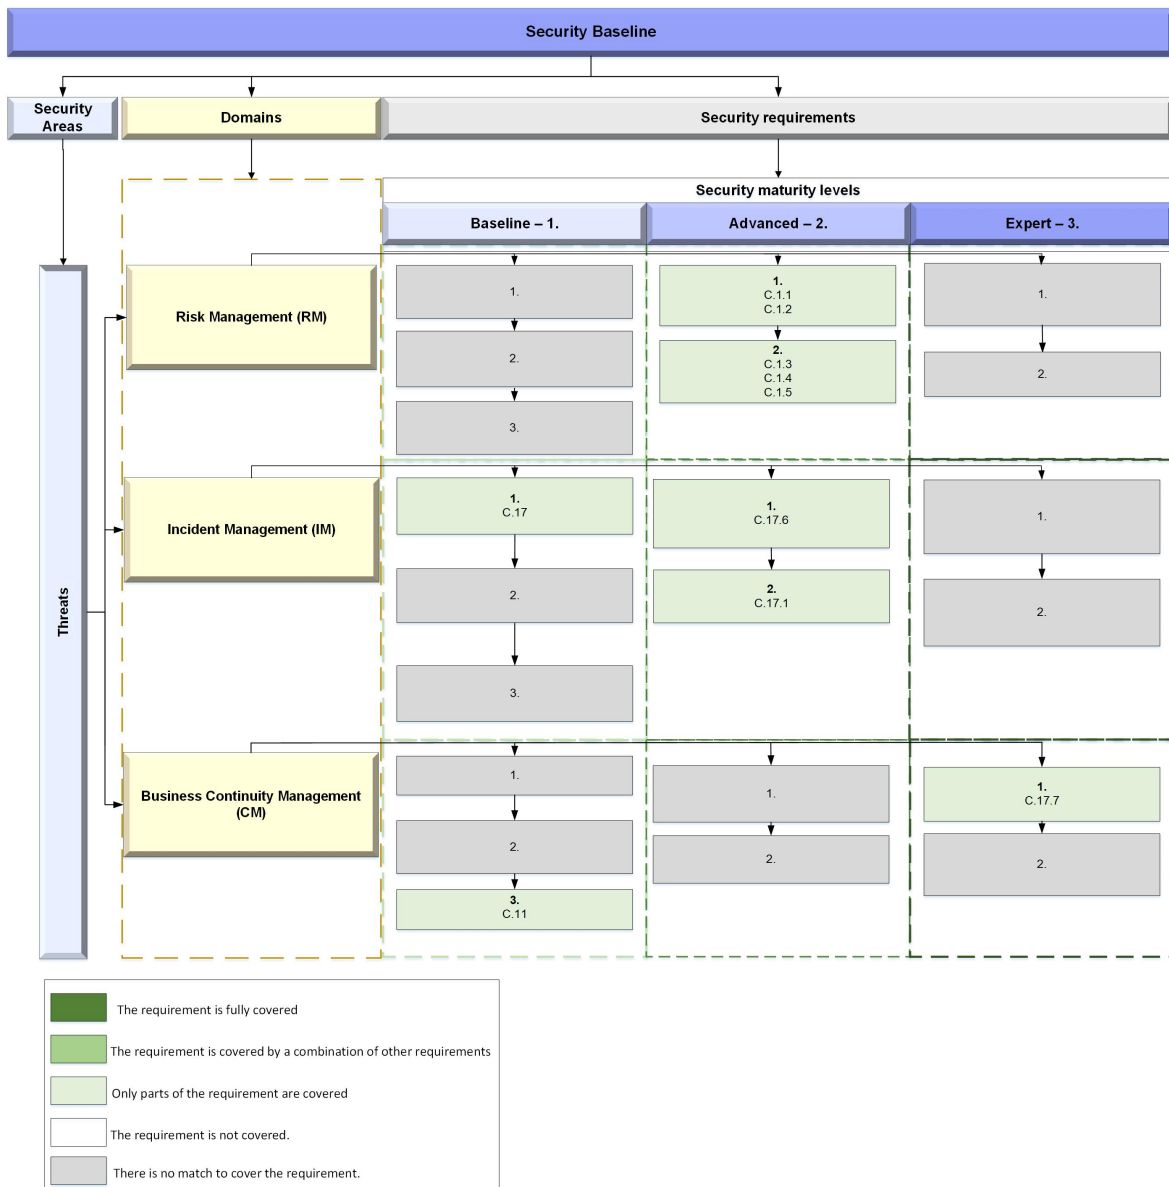 Security Baseline
Security
Areas
Domains
Security requirements
Security maturity levels
Baseline – 1.
Advanced – 2.
Expert – 3.
Threats
Risk Management (RM)
1.
2.
3.
1.
C.1.1
C.1.2
2.
C.1.3
C.1.4
C.1.5
1.
2.
Incident Management (IM)
1.
C.17
2.
3.
1.
C.17.6
2.
C.17.1
1.
2.
Business Continuity Management
(CM)
1.
2.
3.
C.11
1.
2.
1.
C.17.7
2.
The requirement is fully covered
The requirement is covered by a combination of other requirements
Only parts of the requirement are covered
The requirement is not covered.
There is no match to cover the requirement.